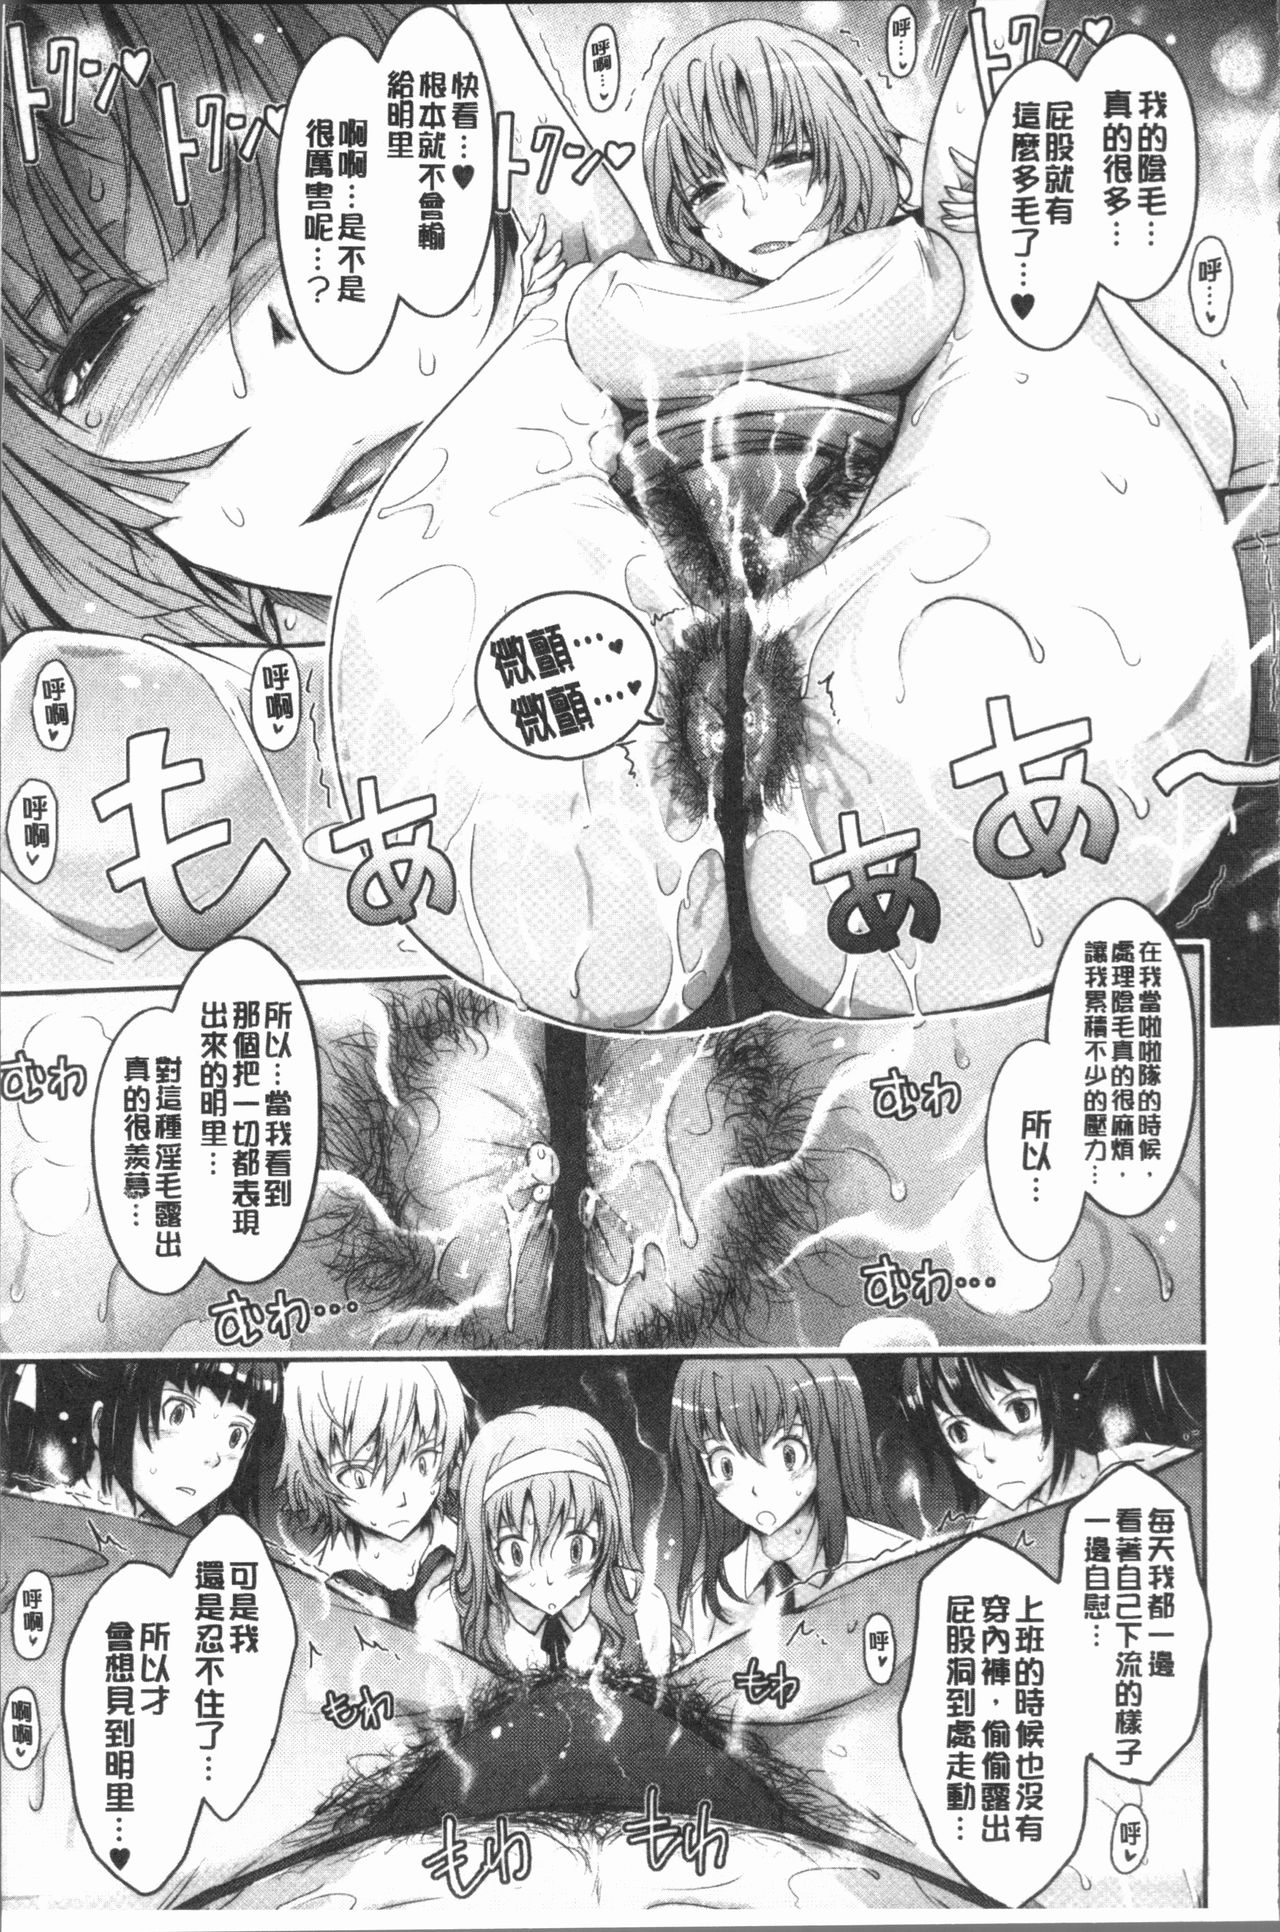 我的陰毛…
真的很多…
屁股就有
這麼多毛了…♥
呼…♥
呼…
呼啊…♥
快看…♥
根本就不會輸
給明里
啊啊…是不是
很厲害呢…？
トクン♥
トクン♥
トクン♥
トクン♥
微顫…♥
微顫…♥
呼啊♥
呼啊♥
呼啊♥
もあああ〜
在我當啦啦隊的時候，
處理陰毛真的很麻煩，
讓我累積不少的壓力…
所以…
所以…當我看到
那個把一切都表現
出來的明里…
對這種淫毛露出
真的很羨慕…
むわ
むわ
むわ…
むわ…
每天我都一邊
看著自己下流的樣子
一邊自慰…
上班的時候也沒有
穿內褲，偷偷露出
屁股洞到處走動…
可是我
還是忍不住了…
所以才
會想見到明里…♥
呼♥
呼♥
呼啊♥
啊啊♥
もわ
もわ
もわ
もわ